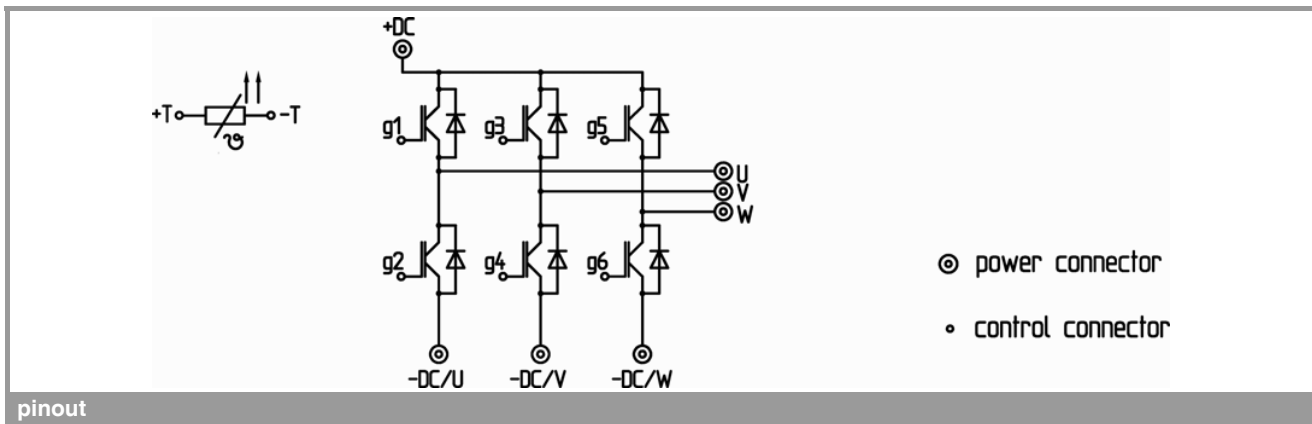 +DC
+T
-T
ϑ
g1
g3
g5
U
V
W
g2
g4
g6
power connector
control connector
-DC/U
-DC/V
-DC/W
pinout